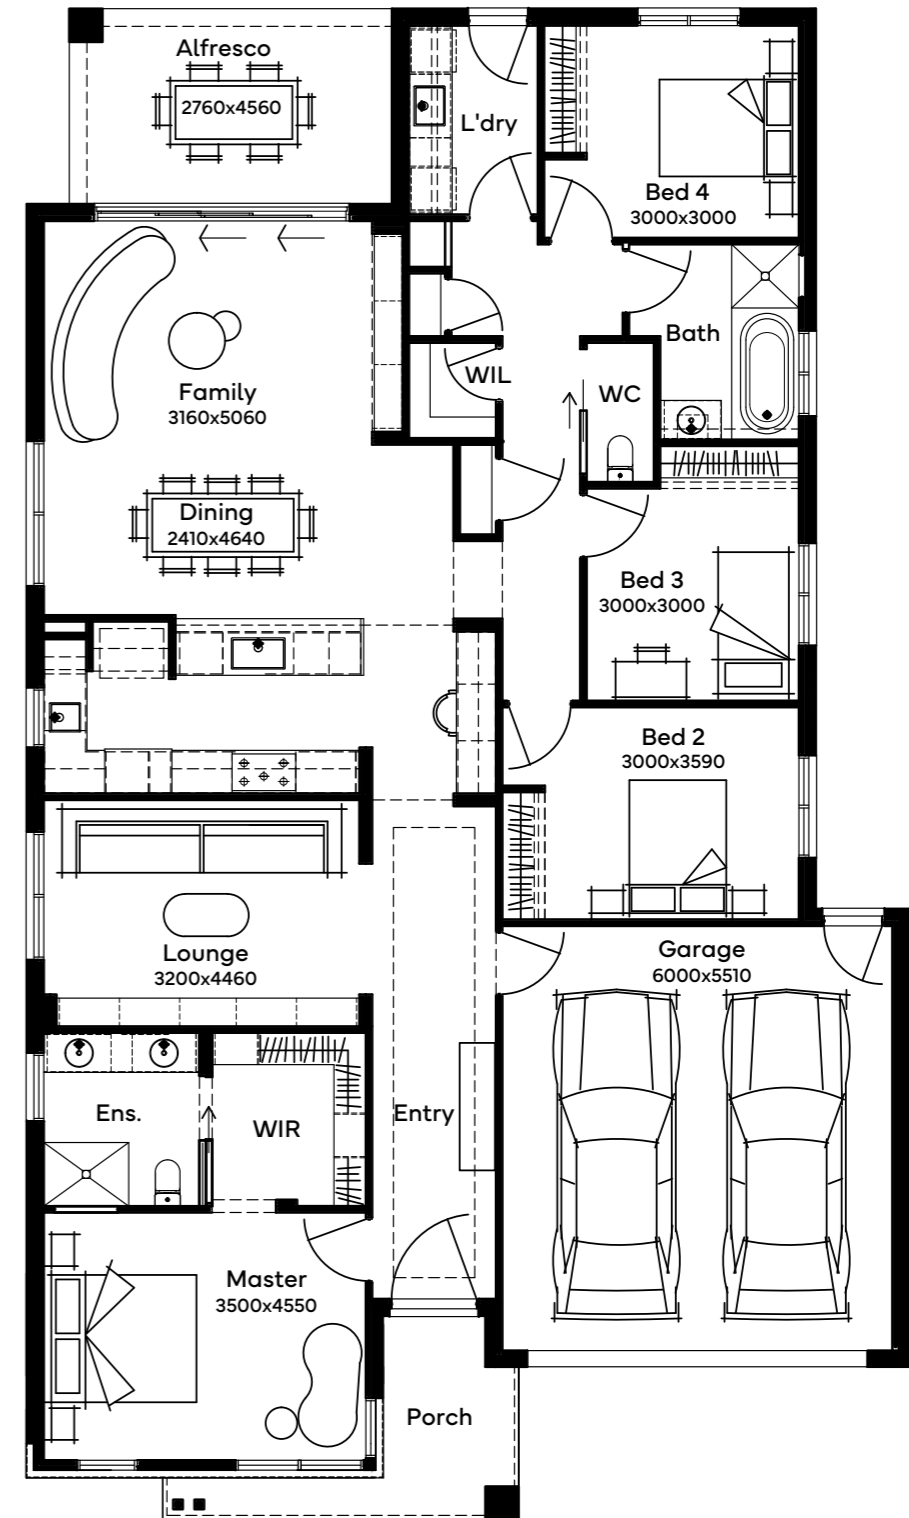 Alfresco
2760x4560
L'dry
Bed 4
3000x3000
Bath
WIL
WC
Family
3160x5060
Dining
2410x4640
Bed 3
3000x3000
Bed 2
3000x3590
Lounge
3200x4460
Garage
6000x5510
Ens.
WIR
Entry
Master
3500x4550
Porch